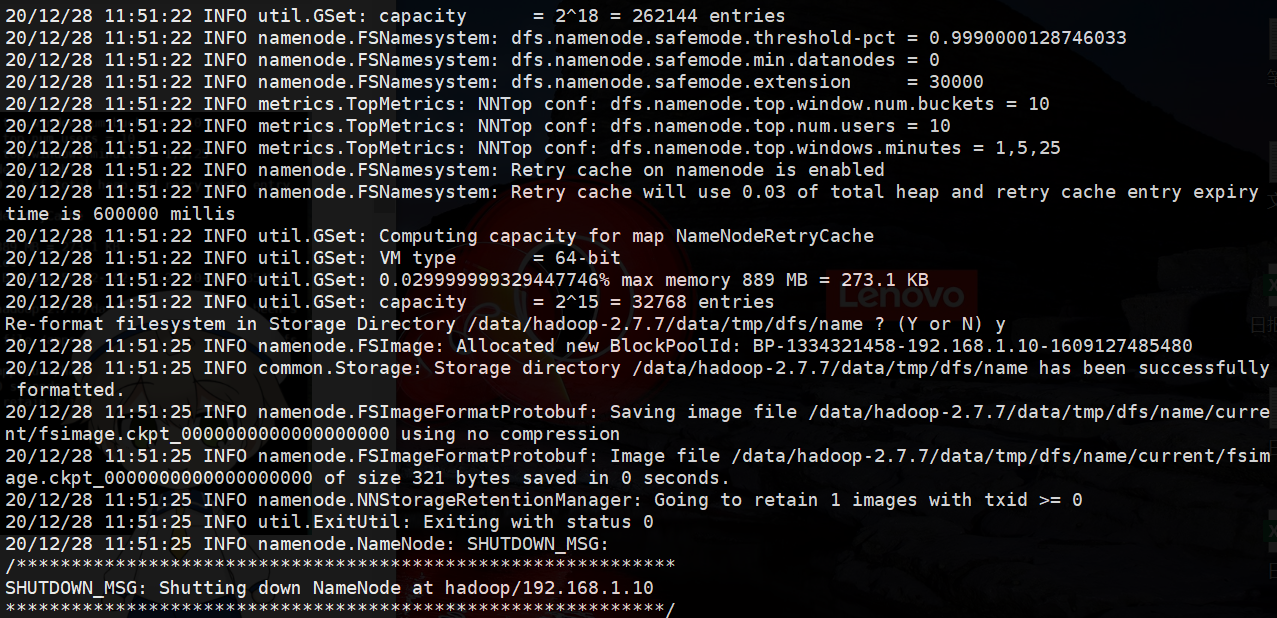 20/12/28 11:51:22 INFO util.GSet: capacity      = 2^18 = 262144 entries
20/12/28 11:51:22 INFO namenode.FSNamesystem: dfs.namenode.safemode.threshold-pct = 0.9990000128746033
20/12/28 11:51:22 INFO namenode.FSNamesystem: dfs.namenode.safemode.min.datanodes = 0
20/12/28 11:51:22 INFO namenode.FSNamesystem: dfs.namenode.safemode.extension     = 30000
20/12/28 11:51:22 INFO metrics.TopMetrics: NNTop conf: dfs.namenode.top.window.num.buckets = 10
20/12/28 11:51:22 INFO metrics.TopMetrics: NNTop conf: dfs.namenode.top.num.users = 10
20/12/28 11:51:22 INFO metrics.TopMetrics: NNTop conf: dfs.namenode.top.windows.minutes = 1,5,25
20/12/28 11:51:22 INFO namenode.FSNamesystem: Retry cache on namenode is enabled
20/12/28 11:51:22 INFO namenode.FSNamesystem: Retry cache will use 0.03 of total heap and retry cache entry expiry
time is 600000 millis
20/12/28 11:51:22 INFO util.GSet: Computing capacity for map NameNodeRetryCache
20/12/28 11:51:22 INFO util.GSet: VM type       = 64-bit
20/12/28 11:51:22 INFO util.GSet: 0.029999999329447746% max memory 889 MB = 273.1 KB
20/12/28 11:51:22 INFO util.GSet: capacity      = 2^15 = 32768 entries
Lenovo
Re-format filesystem in Storage Directory /data/hadoop-2.7.7/data/tmp/dfs/name ? (Y or N) y
20/12/28 11:51:25 INFO namenode.FSImage: Allocated new BlockPoolId: BP-1334321458-192.168.1.10-1609127485480
20/12/28 11:51:25 INFO common.Storage: Storage directory /data/hadoop-2.7.7/data/tmp/dfs/name has been successfully
 formatted.
20/12/28 11:51:25 INFO namenode.FSImageFormatProtobuf: Saving image file /data/hadoop-2.7.7/data/tmp/dfs/name/curre
nt/fsimage.ckpt_0000000000000000000 using no compression
20/12/28 11:51:25 INFO namenode.FSImageFormatProtobuf: Image file /data/hadoop-2.7.7/data/tmp/dfs/name/current/fsim
age.ckpt_0000000000000000000 of size 321 bytes saved in 0 seconds.
20/12/28 11:51:25 INFO namenode.NNStorageRetentionManager: Going to retain 1 images with txid >= 0
20/12/28 11:51:25 INFO util.ExitUtil: Exiting with status 0
20/12/28 11:51:25 INFO namenode.NameNode: SHUTDOWN_MSG:
/************************************************************
SHUTDOWN_MSG: Shutting down NameNode at hadoop/192.168.1.10
************************************************************/